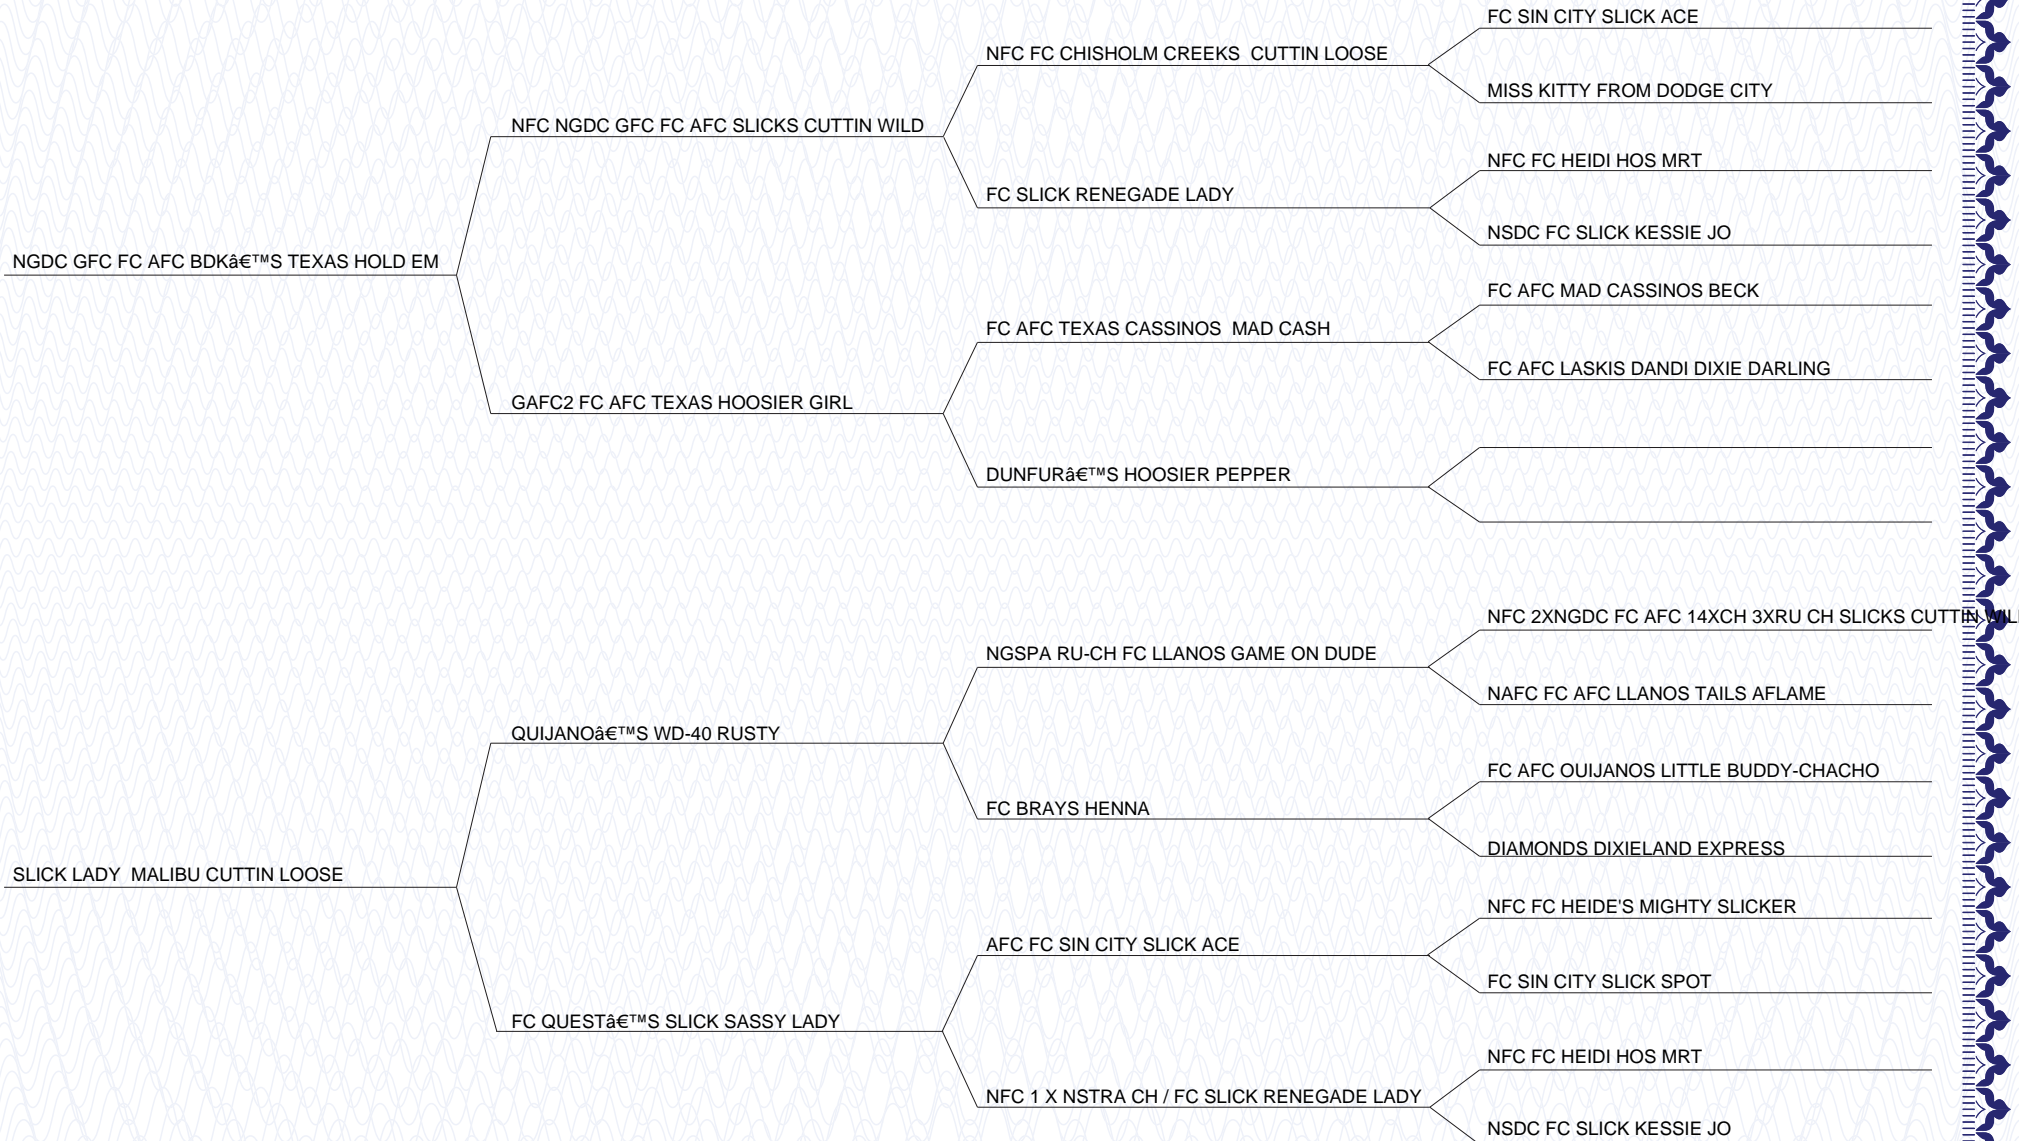 FC SIN CITY SLICK ACE
NFC FC CHISHOLM CREEKS  CUTTIN LOOSE
MISS KITTY FROM DODGE CITY
NFC NGDC GFC FC AFC SLICKS CUTTIN WILD
NFC FC HEIDI HOS MRT
FC SLICK RENEGADE LADY
NSDC FC SLICK KESSIE JO
NGDC GFC FC AFC BDKâ€™S TEXAS HOLD EM
FC AFC MAD CASSINOS BECK
FC AFC TEXAS CASSINOS  MAD CASH
FC AFC LASKIS DANDI DIXIE DARLING
GAFC2 FC AFC TEXAS HOOSIER GIRL
DUNFURâ€™S HOOSIER PEPPER
NFC 2XNGDC FC AFC 14XCH 3XRU CH SLICKS CUTTIN WIL
NGSPA RU-CH FC LLANOS GAME ON DUDE
NAFC FC AFC LLANOS TAILS AFLAME
QUIJANOâ€™S WD-40 RUSTY
FC AFC OUIJANOS LITTLE BUDDY-CHACHO
FC BRAYS HENNA
DIAMONDS DIXIELAND EXPRESS
SLICK LADY  MALIBU CUTTIN LOOSE
NFC FC HEIDE'S MIGHTY SLICKER
AFC FC SIN CITY SLICK ACE
FC SIN CITY SLICK SPOT
FC QUESTâ€™S SLICK SASSY LADY
NFC FC HEIDI HOS MRT
NFC 1 X NSTRA CH / FC SLICK RENEGADE LADY
NSDC FC SLICK KESSIE JO